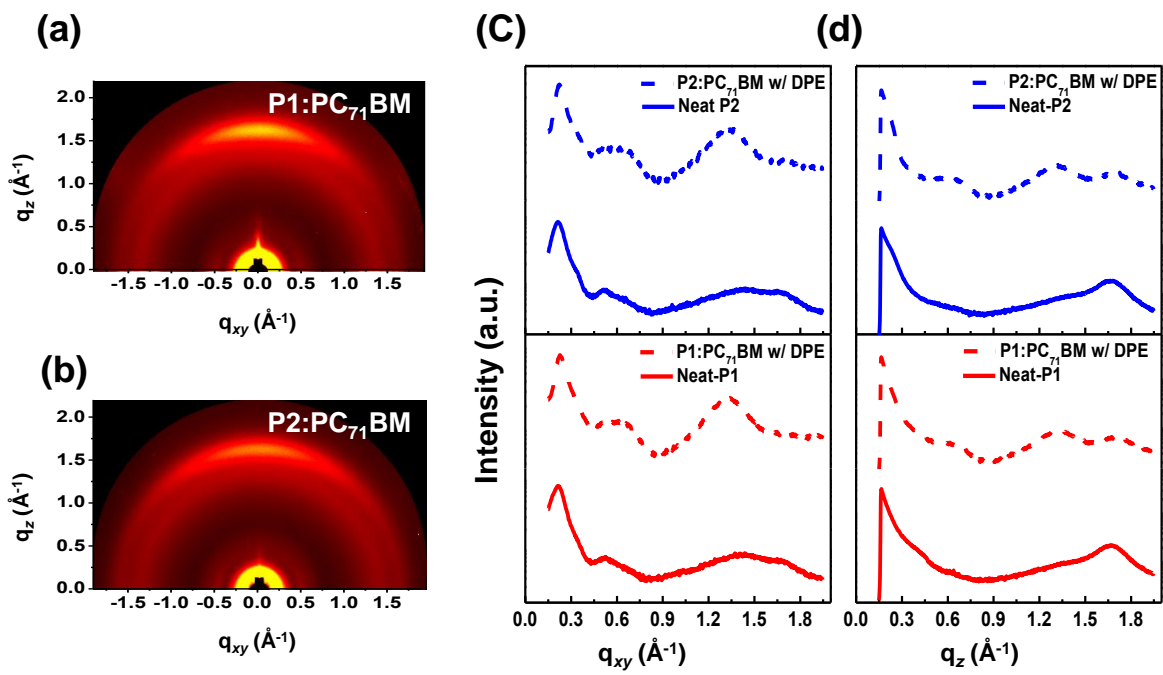 (a)
P1:PC71BM
2.0
1.5
1.0
0.5
0.0
qz (Å-1)
-1.5 -1.0 -0.5 0.0 0.5 1.0 1.5
qxy (Å-1)
(b)
P2:PC71BM
2.0
1.5
1.0
0.5
0.0
qz (Å-1)
-1.5 -1.0 -0.5 0.0 0.5 1.0 1.5
qxy (Å-1)
(C)
Intensity (a.u.)
P2:PC71BM w/ DPE
Neat P2
P1:PC71BM w/ DPE
Neat-P1
0.0 0.3 0.6 0.9 1.2 1.5 1.8
qxy (Å-1)
(d)
P2:PC71BM w/ DPE
Neat-P2
P1:PC71BM w/ DPE
Neat-P1
0.0 0.3 0.6 0.9 1.2 1.5 1.8
qz (Å-1)